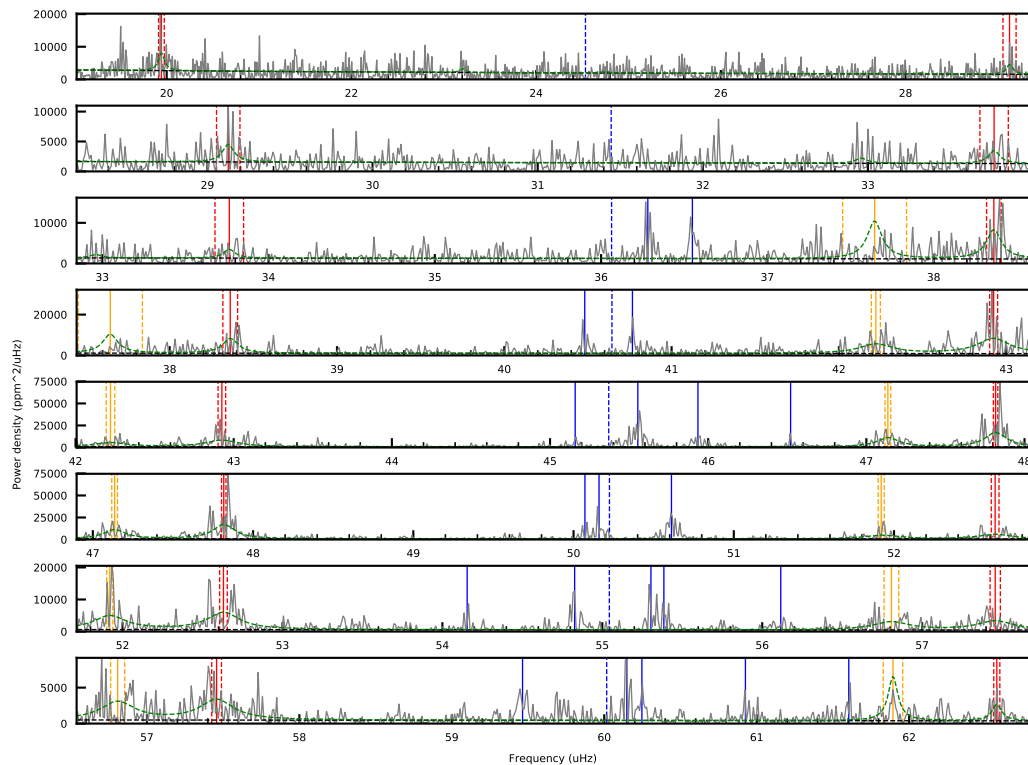 20000
10000
0
20 22 24 26 28
10000
5000
0
29 30 31 32 33
10000
0
33 34 35 36 37 38
20000
0
38 39 40 41 42 43
75000
50000
25000
0
42 43 44 45 46 47 48
75000
50000
25000
0
47 48 49 50 51 52
20000
10000
0
52 53 54 55 56 57
5000
0
57 58 59 60 61 62
Power density (ppm^2/(uHz)
Frequency (uHz)